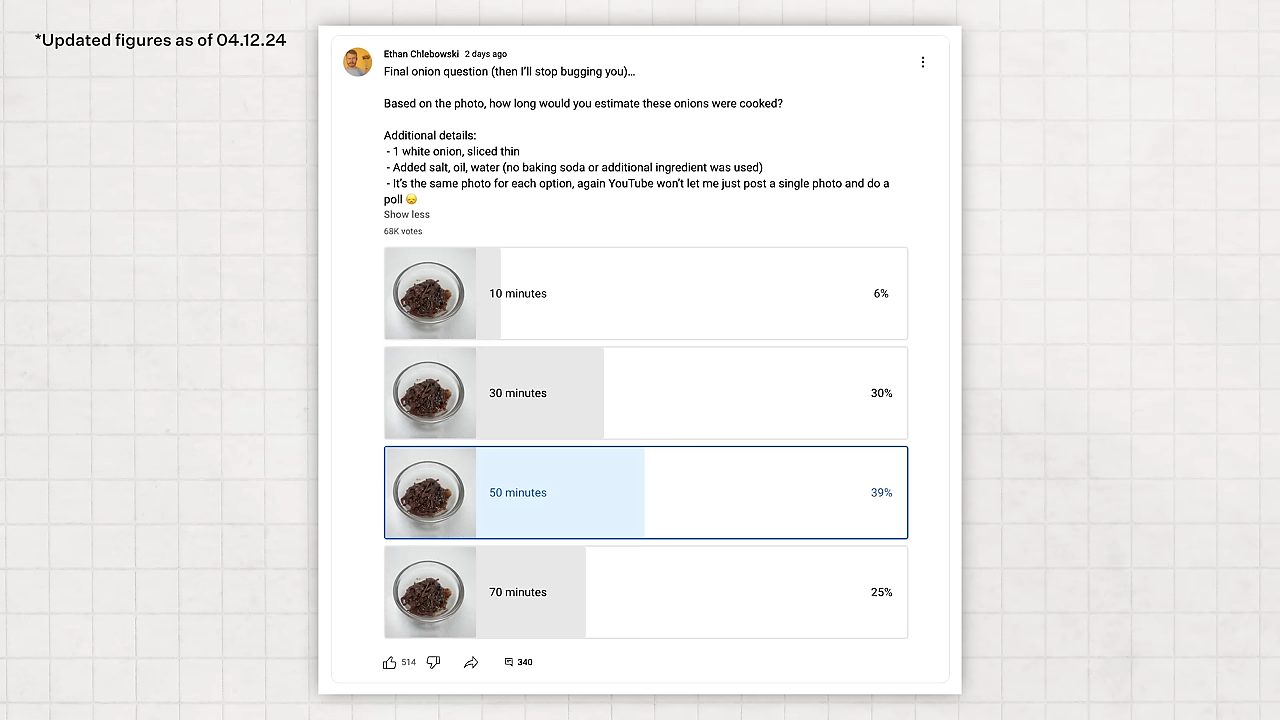 *Updated figures as of 04.12.24
Ethan Chlebowski 2 days ago
Final onion question (then I'll stop bugging you)...
Based on the photo, how long would you estimate these onions were cooked?
Additional details:
- 1 white onion, sliced thin
- Added salt, oil, water (no baking soda or additional ingredient was used)
- It's the same photo for each option, again YouTube won't let me just post a single photo and do a
poll 😞
Show less
68K votes
10 minutes 6%
30 minutes 30%
50 minutes 39%
70 minutes 25%
514 340